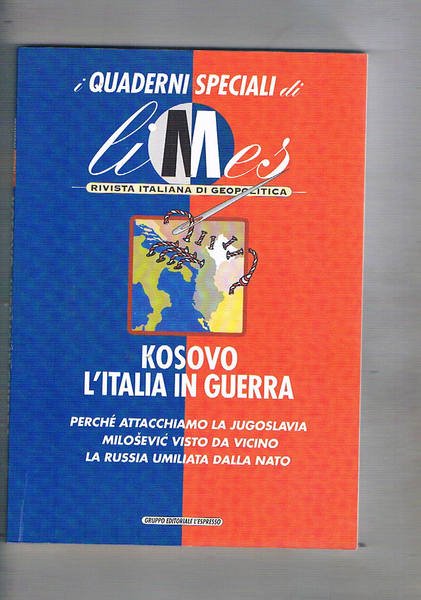 i QUADERNI SPECIALI di
liMes
RIVISTA ITALIANA DI GEOPOLITICA
KOSOVO
L'ITALIA IN GUERRA
PERCHÉ ATTACCHIAMO LA JUGOSLAVIA
MILOŠEVIĆ VISTO DA VICINO
LA RUSSIA UMILIATA DALLA NATO
GRUPPO EDITORIALE L'ESPRESSO